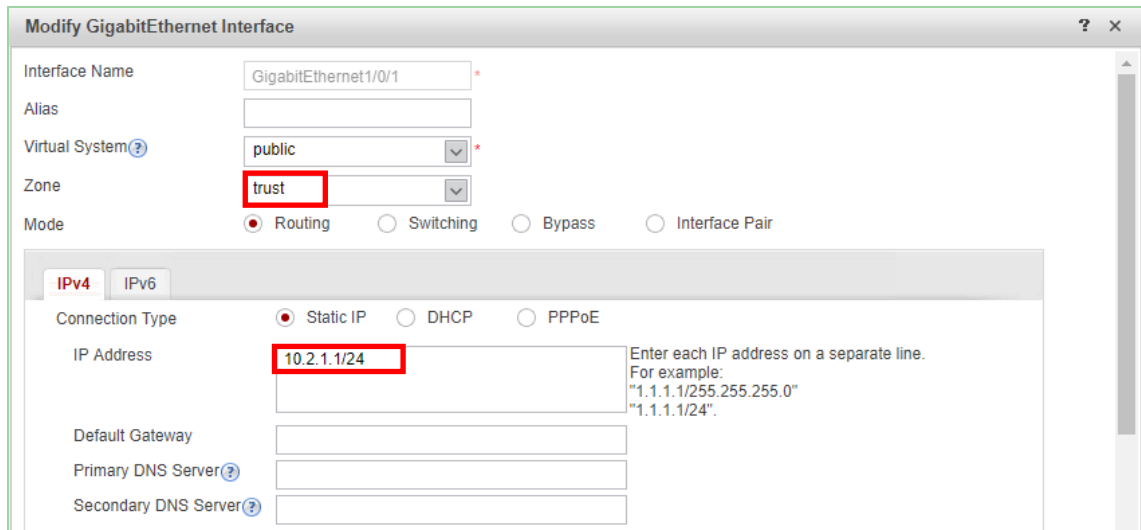 Modify GigabitEthernet Interface ? ×
Interface Name GigabitEthernet1/0/1 *
Alias
Virtual System ? public *
Zone trust
Mode Routing Switching Bypass Interface Pair
IPv4 IPv6
Connection Type Static IP DHCP PPPoE
IP Address 10.2.1.1/24 Enter each IP address on a separate line.
For example:
"1.1.1.1/255.255.255.0"
"1.1.1.1/24".
Default Gateway
Primary DNS Server ?
Secondary DNS Server ?